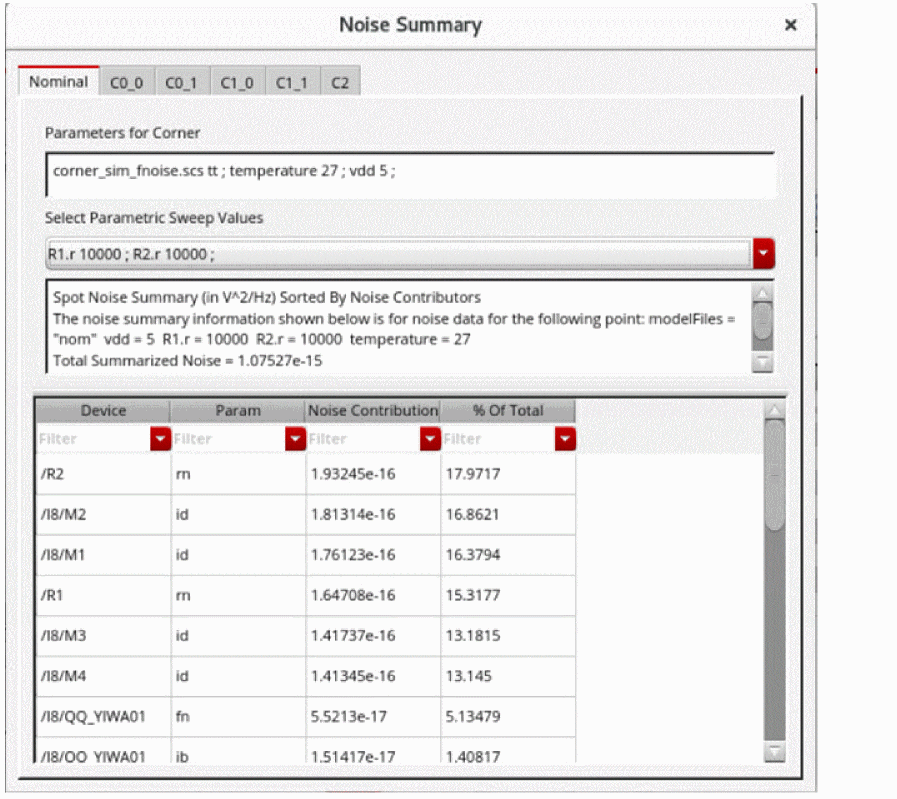 Noise Summary ×
Nominal C0_0 C0_1 C1_0 C1_1 C2
Parameters for Corner
corner_sim_fnoise.scs tt ; temperature 27 ; vdd 5 ;
Select Parametric Sweep Values
R1.r 10000 ; R2.r 10000 ;
Spot Noise Summary (in V^2/Hz) Sorted By Noise Contributors
The noise summary information shown below is for noise data for the following point: modelFiles =
"nom" vdd = 5 R1.r = 10000 R2.r = 10000 temperature = 27
Total Summarized Noise = 1.07527e-15
Device Param Noise Contribution % Of Total
Filter Filter Filter Filter
/R2 rn 1.93245e-16 17.9717
/I8/M2 id 1.81314e-16 16.8621
/I8/M1 id 1.76123e-16 16.3794
/R1 rn 1.64708e-16 15.3177
/I8/M3 id 1.41737e-16 13.1815
/I8/M4 id 1.41345e-16 13.145
/I8/QQ_YIWA01 fn 5.5213e-17 5.13479
/I8/QQ_YIWA01 ib 1.51417e-17 1.40817